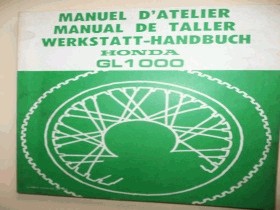 MANUEL D'ATELIER
MANUAL DE TALLER
WERKSTATT-HANDBUCH
HONDA
GL1000